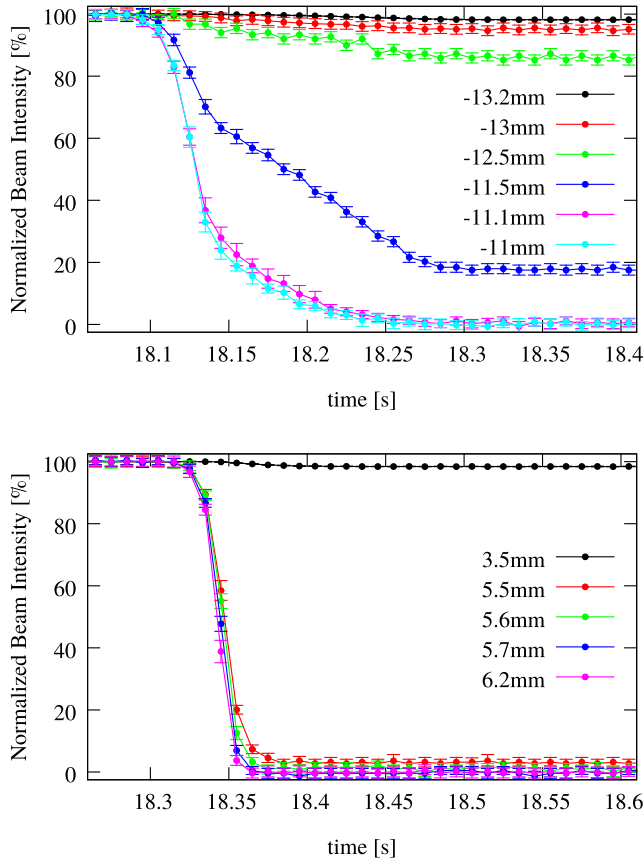 100
80
60
40
20
0
Normalized Beam Intensity [%]
-13.2mm
-13mm
-12.5mm
-11.5mm
-11.1mm
-11mm
18.1 18.15 18.2 18.25 18.3 18.35 18.4
time [s]
100
80
60
40
20
0
Normalized Beam Intensity [%]
3.5mm
5.5mm
5.6mm
5.7mm
6.2mm
18.3 18.35 18.4 18.45 18.5 18.55 18.6
time [s]